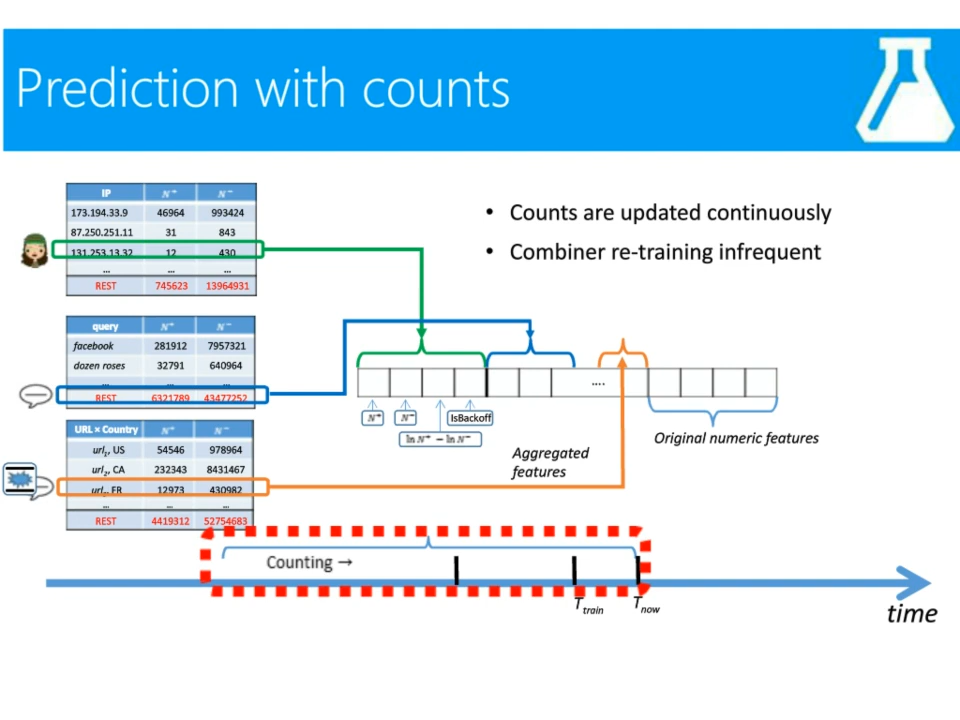 Prediction with counts
IP N⁺ N⁻
173.194.33.9 46964 993424
87.250.251.11 31 843
131.253.13.32 12 430
... ... ...
REST 745623 13964931
query N⁺ N⁻
facebook 281912 7957321
dozen roses 32791 640964
... ... ...
REST 6321789 43477252
URL × Country N⁺ N⁻
url₁, US 54546 978964
url₂, CA 232343 8431467
FR 12973 430982
... ... ...
REST 4419312 52754683
• Counts are updated continuously
• Combiner re-training infrequent
....
N⁺ N⁻ IsBackoff
ln N⁺ − ln N⁻
Aggregated
features
Original numeric features
Counting →
T train T now
time